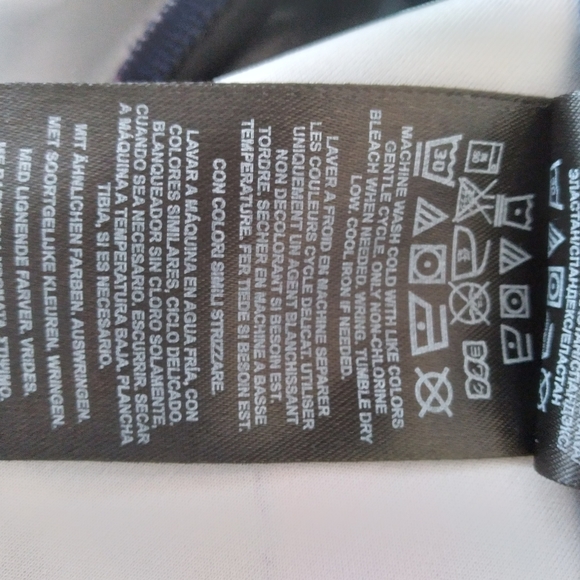 30
MACHINE WASH COLD WITH LIKE COLORS
GENTLE CYCLE. ONLY NON-CHLORINE
BLEACH WHEN NEEDED. WRING. TUMBLE DRY
LOW. COOL IRON IF NEEDED.
LAVER A FROID, EN MACHINE SEPARER
LES COULEURS CYCLE DELICAT. UTILISER
UNIQUEMENT UN AGENT BLANCHISSANT
NON DECOLORANT SI BESOIN EST.
TORDRE. SECHER EN MACHINE A BASSE
TEMPERATURE. FER TIEDE SI BESOIN EST.
CON COLORI SIMILI STRIZZARE.
LAVAR A MÁQUINA EN AGUA FRÍA, CON
COLORES SIMILARES. CICLO DELICADO.
BLANQUEADOR SIN CLORO SOLAMENTE,
CUANDO SEA NECESARIO. ESCURRIR. SECAR
A MÁQUINA A TEMPERATURA BAJA. PLANCHA
TIBIA, SI ES NECESARIO.
MIT ÄHNLICHEN FARBEN. AUSWRINGEN.
MET SOORTGELIJKE KLEUREN. WRINGEN.
MED LIGNENDE FARVER. VRIDES.